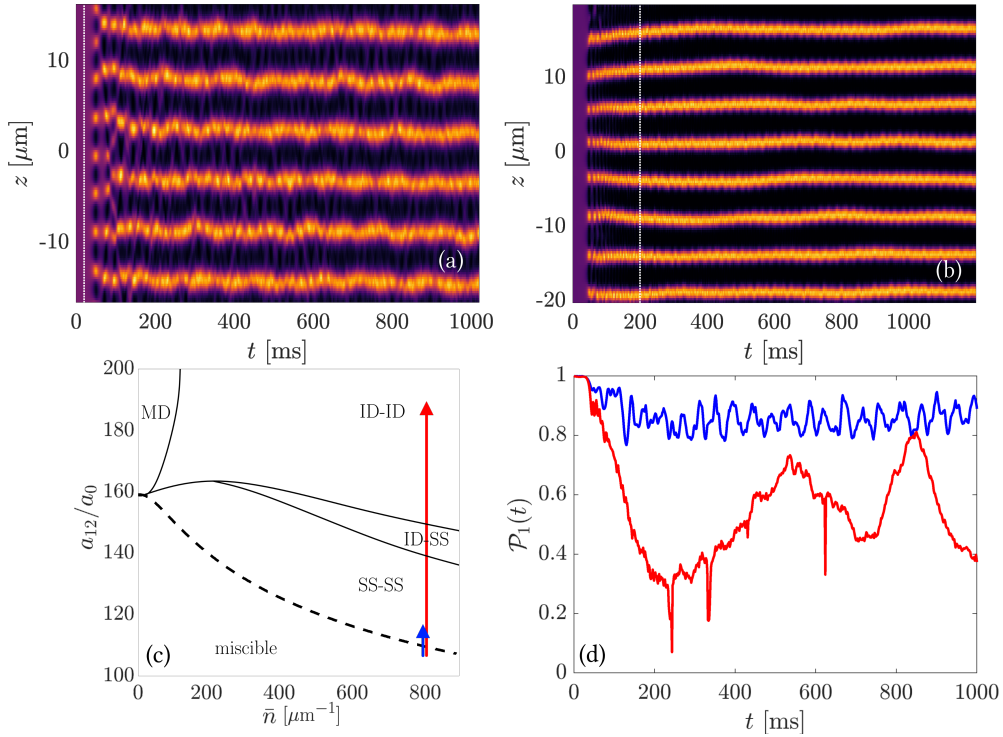 10
0
-10
z [μm]
0
200
400
600
800
1000
t [ms]
(a)
10
0
-10
-20
z [μm]
0
200
400
600
800
1000
t [ms]
(b)
200
180
160
140
120
100
a₁₂/a₀
MD
ID-ID
ID-SS
SS-SS
miscible
(c)
0
200
400
600
800
n̄ [μm⁻¹]
1
0.8
0.6
0.4
0.2
0
𝒫₁(t)
(d)
0
200
400
600
800
1000
t [ms]